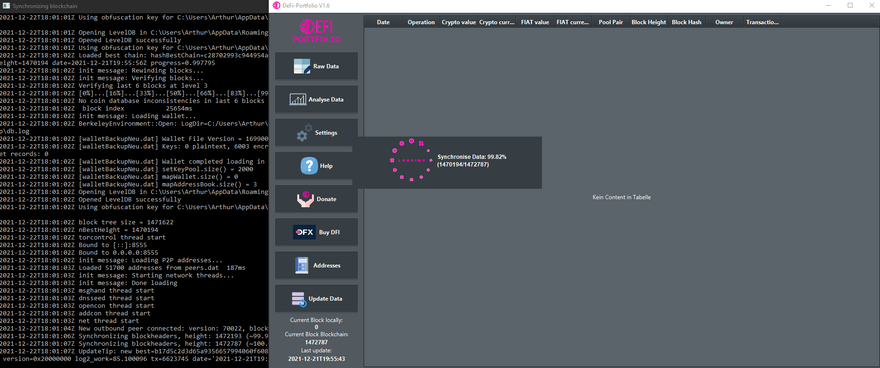 Synchronizing blockchain
2021-12-22T18:01:01Z Using obfuscation key for C:\Users\Arthur\AppData\
2021-12-22T18:01:01Z Opening LevelDB in C:\Users\Arthur\AppData\Roaming
2021-12-22T18:01:01Z Opened LevelDB successfully
2021-12-22T18:01:01Z Using obfuscation key for C:\Users\Arthur\AppData\
2021-12-22T18:01:02Z Loaded best chain: hashBestChain=c28702993c944954a
eight=1470194 date=2021-12-21T19:55:56Z progress=0.997795
2021-12-22T18:01:02Z init message: Rewinding blocks...
2021-12-22T18:01:02Z init message: Verifying blocks...
2021-12-22T18:01:02Z Verifying last 6 blocks at level 3
2021-12-22T18:01:02Z [0%]...[16%]...[33%]...[50%]...[66%]...[83%]...[99
2021-12-22T18:01:02Z No coin database inconsistencies in last 6 blocks
2021-12-22T18:01:02Z block index 25654ms
2021-12-22T18:01:02Z init message: Loading wallet...
2021-12-22T18:01:02Z BerkeleyEnvironment::Open: LogDir=C:/Users/Arthur\
p\db.log
2021-12-22T18:01:02Z [walletBackupNeu.dat] Wallet File Version = 169900
2021-12-22T18:01:02Z [walletBackupNeu.dat] Keys: 0 plaintext, 6003 encr
et records: 0
2021-12-22T18:01:02Z [walletBackupNeu.dat] Wallet completed loading in
2021-12-22T18:01:02Z [walletBackupNeu.dat] setKeyPool.size() = 2000
2021-12-22T18:01:02Z [walletBackupNeu.dat] mapWallet.size() = 0
2021-12-22T18:01:02Z [walletBackupNeu.dat] mapAddressBook.size() = 3
2021-12-22T18:01:02Z Opening LevelDB in C:\Users\Arthur\AppData\Roaming
2021-12-22T18:01:02Z Opened LevelDB successfully
2021-12-22T18:01:02Z Using obfuscation key for C:\Users\Arthur\AppData\
2021-12-22T18:01:02Z block tree size = 1471622
2021-12-22T18:01:02Z nBestHeight = 1470194
2021-12-22T18:01:02Z torcontrol thread start
2021-12-22T18:01:02Z Bound to [::]:8555
2021-12-22T18:01:02Z Bound to 0.0.0.0:8555
2021-12-22T18:01:02Z init message: Loading P2P addresses...
2021-12-22T18:01:03Z Loaded 51700 addresses from peers.dat 187ms
2021-12-22T18:01:03Z init message: Starting network threads...
2021-12-22T18:01:03Z init message: Done loading
2021-12-22T18:01:03Z msghand thread start
2021-12-22T18:01:03Z dnsseed thread start
2021-12-22T18:01:03Z opencon thread start
2021-12-22T18:01:03Z addcon thread start
2021-12-22T18:01:03Z net thread start
2021-12-22T18:01:04Z New outbound peer connected: version: 70022, block
2021-12-22T18:01:06Z Synchronizing blockheaders, height: 1472193 (~99.9
2021-12-22T18:01:07Z Synchronizing blockheaders, height: 1472787 (~100.
2021-12-22T18:01:07Z UpdateTip: new best=b17d5c2d3d65a9356657994060f608
version=0x20000000 log2_work=85.100096 tx=6623745 date='2021-12-21T19:
DeFi-Portfolio V1.6
DEFI
PORTFOLIO
Raw Data
Analyse Data
Settings
Help
Donate
DFX
Buy DFI
Addresses
Update Data
Current Block locally:
0
Current Block Blockchain:
1472787
Last update:
2021-12-21T19:55:43
Date Operation Crypto value Crypto curr... FIAT value FIAT curre... Pool Pair Block Height Block Hash Owner Transactio...
Synchronise Data: 99.82%
(1470194/1472787)
Kein Content in Tabelle